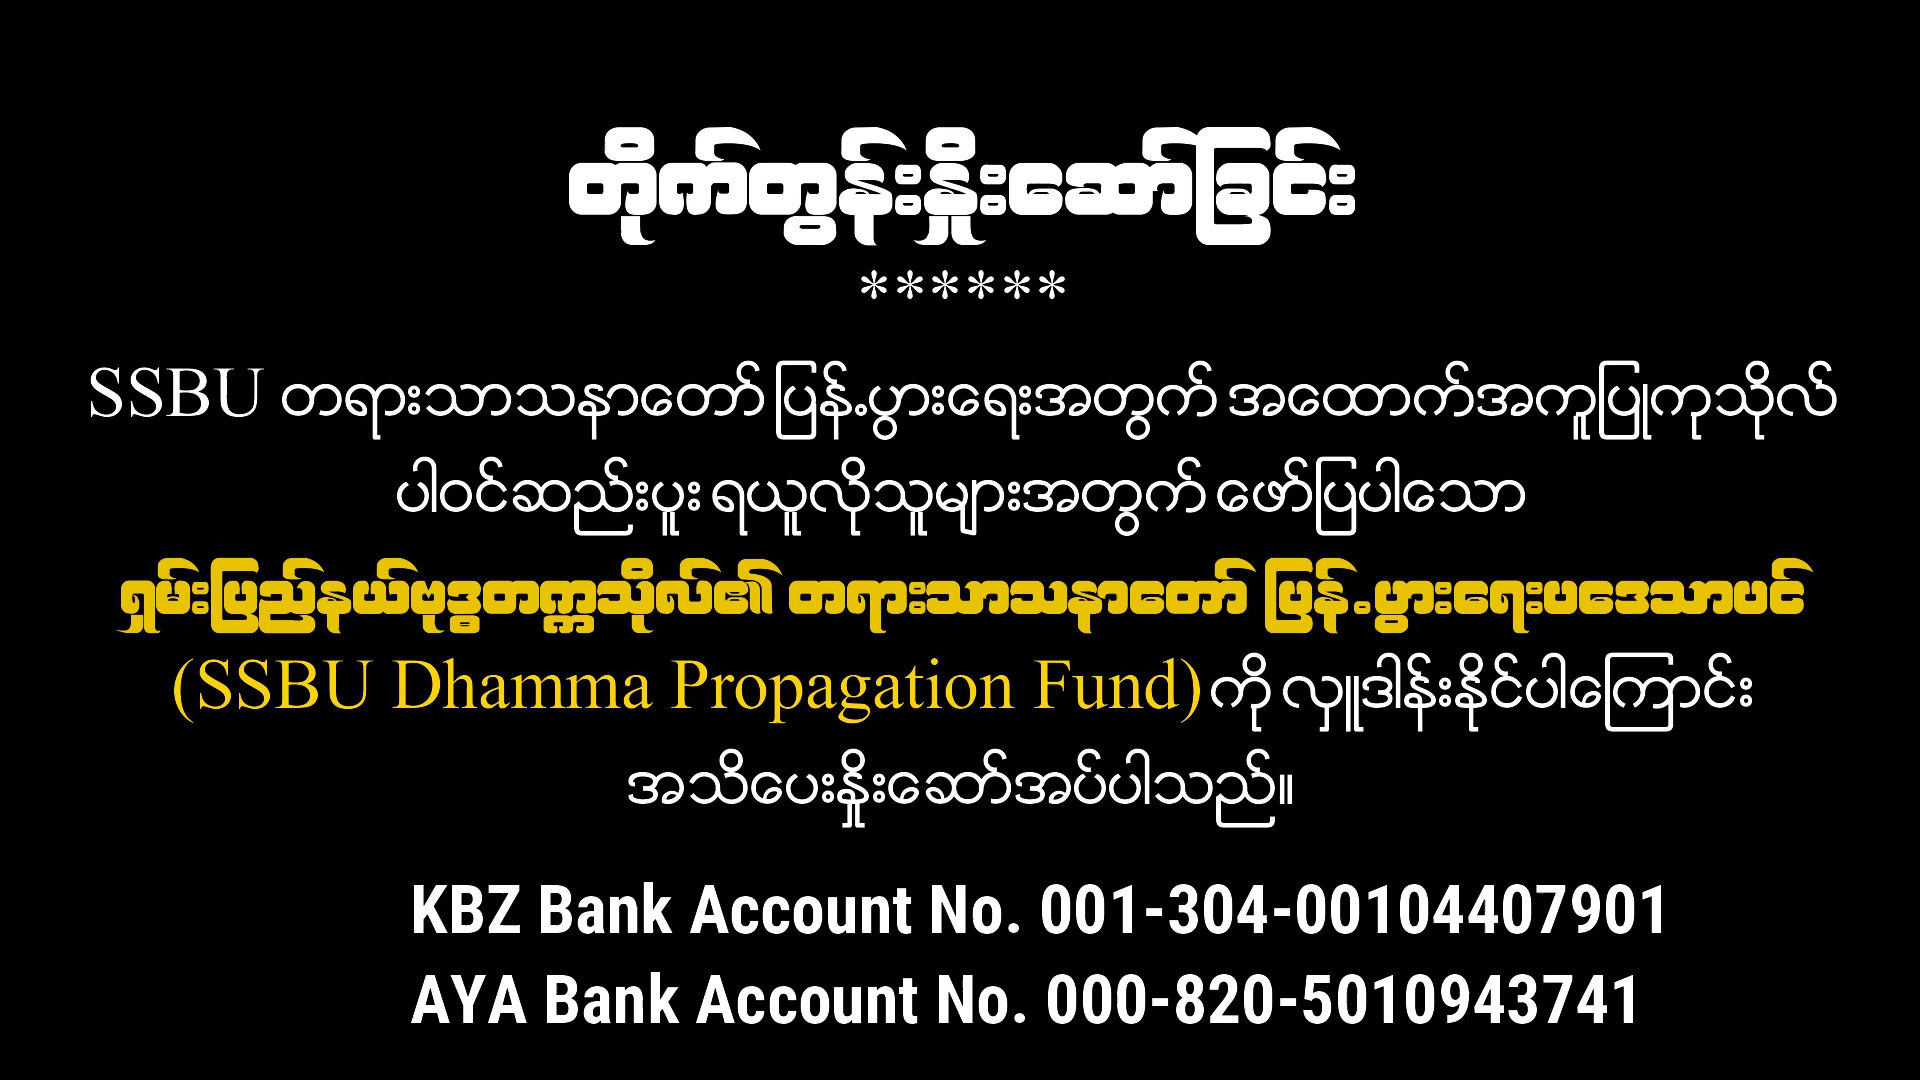 တိုက်တွန်းနှိုးဆော်ခြင်း
******
SSBU တရားသာသနာတော် ပြန့်ပွားရေးအတွက် အထောက်အကူပြုကုသိုလ်
ပါဝင်ဆည်းပူး ရယူလိုသူများအတွက် ဖော်ပြပါသော
ရှမ်းပြည်နယ်ဗုဒ္ဓတက္ကသိုလ်၏ တရားသာသနာတော် ပြန့်ပွားရေးပဒေသာပင်
(SSBU Dhamma Propagation Fund) ကို လှူဒါန်းနိုင်ပါကြောင်း
အသိပေးနှိုးဆော်အပ်ပါသည်။
KBZ Bank Account No. 001-304-00104407901
AYA Bank Account No. 000-820-5010943741